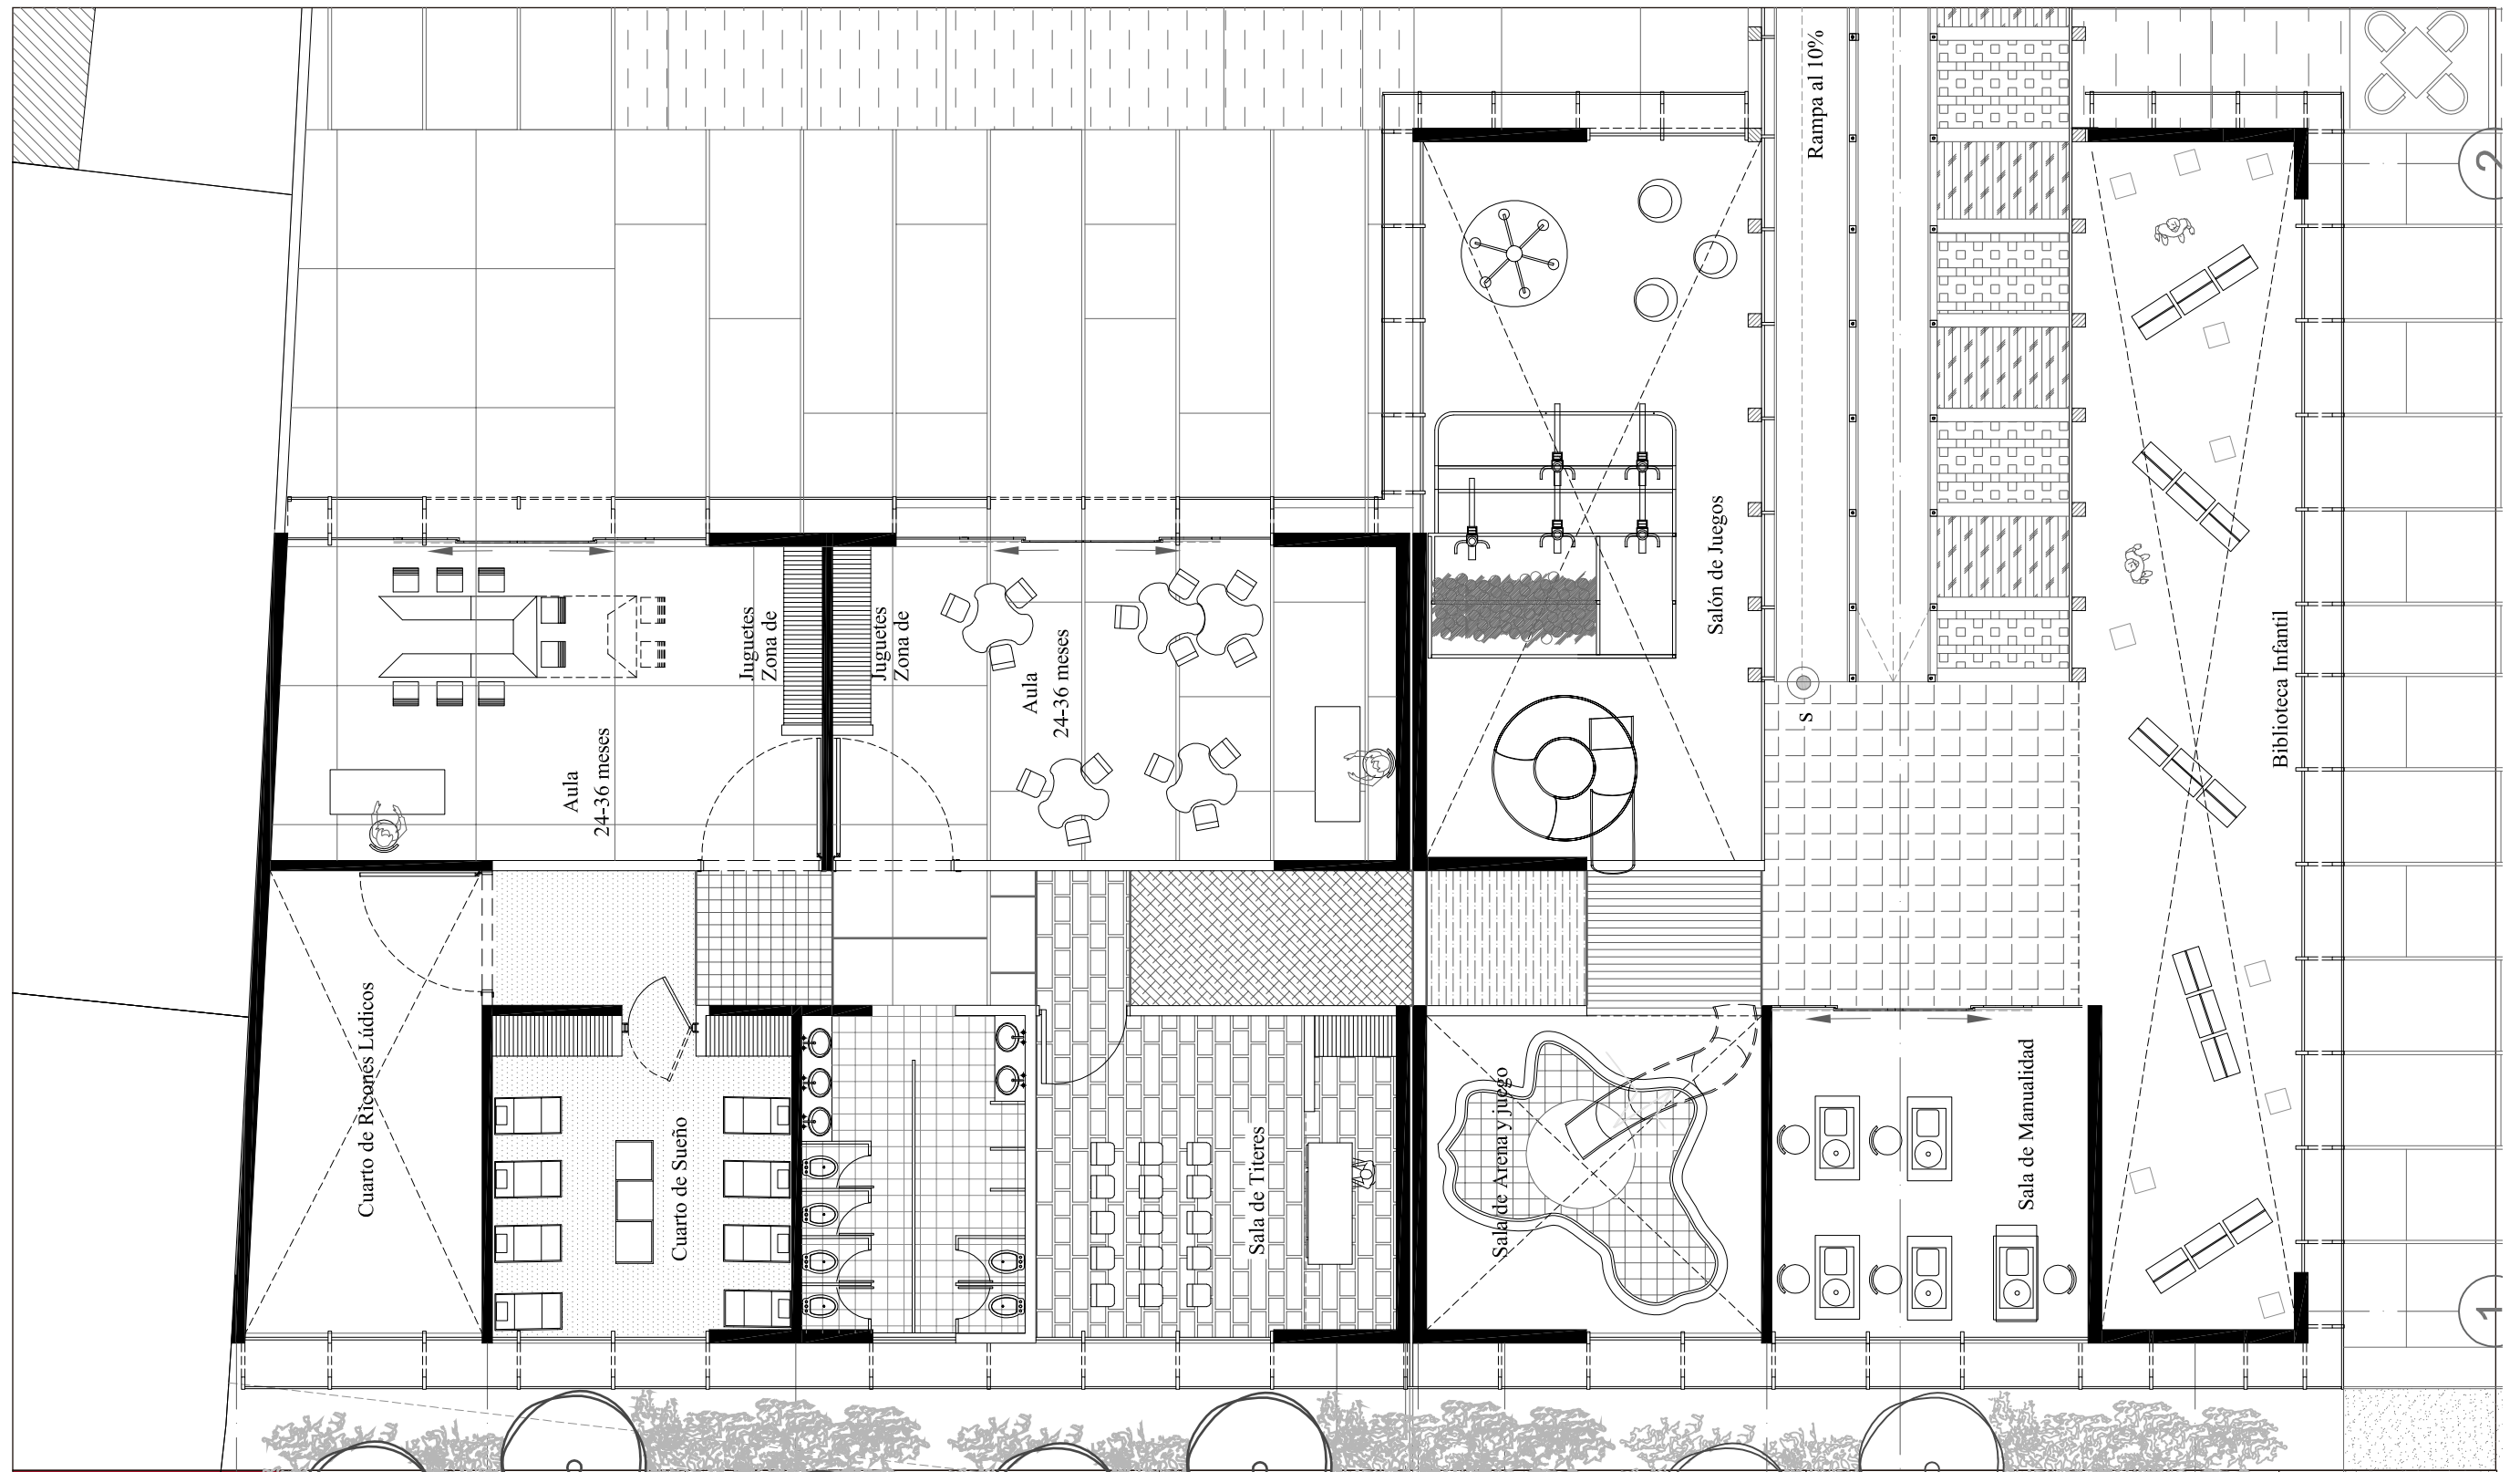 Rampa al 10%
2
Salón de Juegos
Juguetes
Zona de
Juguetes
Zona de
Aula
24-36 meses
Aula
24-36 meses
S
Biblioteca Infantil
Cuarto de Ricones Lúdicos
Cuarto de Sueño
Sala de Titeres
Sala de Arena y juego
Sala de Manualidad
1